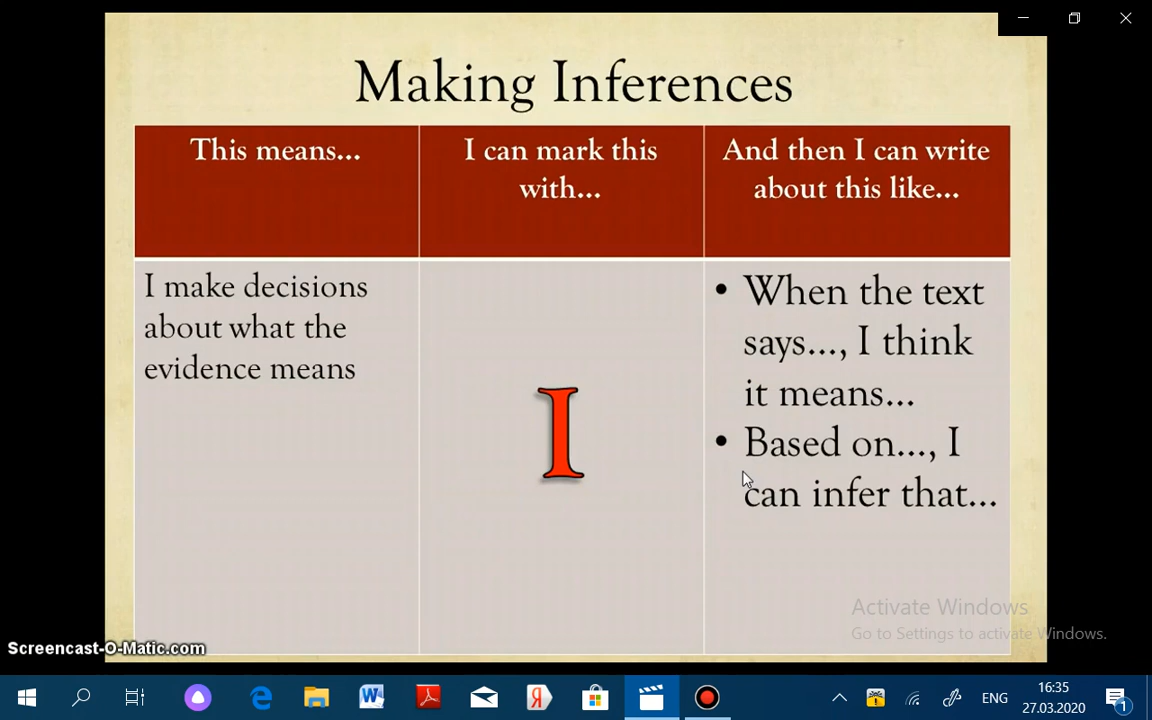 Making Inferences
This means...
I can mark this
with...
And then I can write
about this like...
I make decisions
about what the
evidence means
I
• When the text
says..., I think
it means...
• Based on..., I
can infer that...
Activate Windows
Go to Settings to activate Windows.
Screencast-O-Matic.com
ENG
16:35
27.03.2020
1